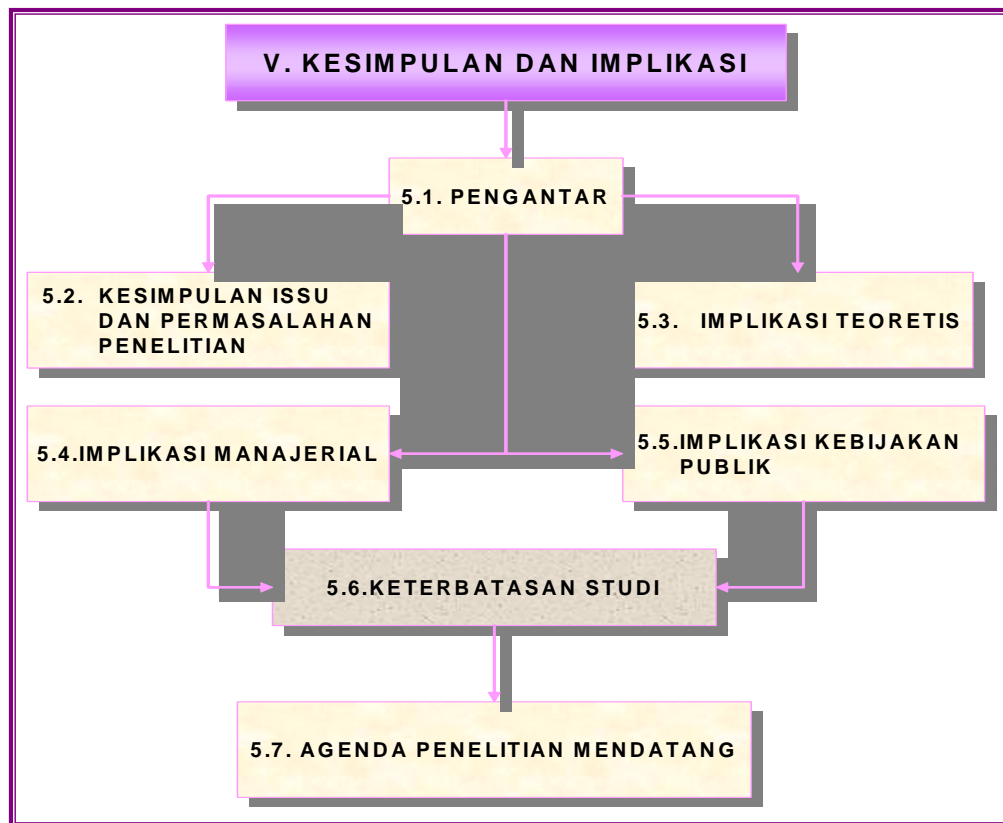 V. KESIMPULAN DAN IMPLIKASI
5.1. PENGANTAR
5.2. KESIMPULAN ISSU
DAN PERMASALAHAN
PENELITIAN
5.3. IMPLIKASI TEORETIS
5.4.IMPLIKASI MANAJERIAL
5.5.IMPLIKASI KEBIJAKAN
PUBLIK
5.6.KETERBATASAN STUDI
5.7. AGENDA PENELITIAN MENDATANG